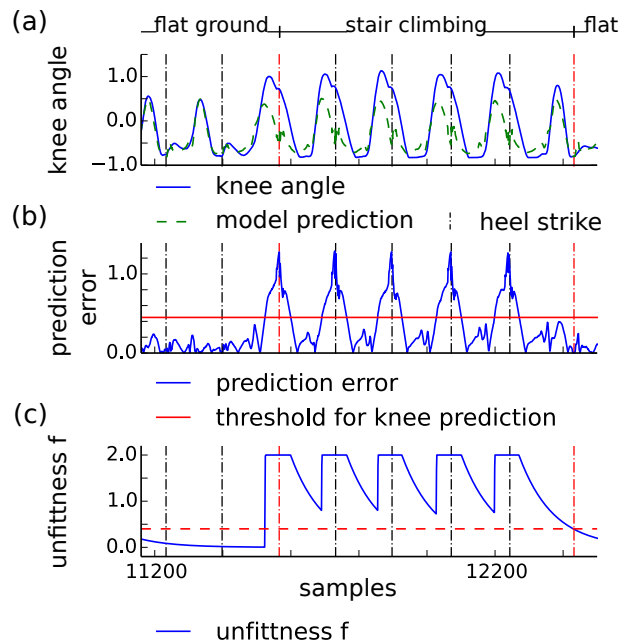 (a)
flat ground stair climbing flat
knee angle
1.0
0.0
−1.0
knee angle
model prediction heel strike
(b)
prediction
error
1.0
0.0
prediction error
threshold for knee prediction
(c)
unfittness f
2.0
1.0
0.0
11200 samples 12200
unfittness f